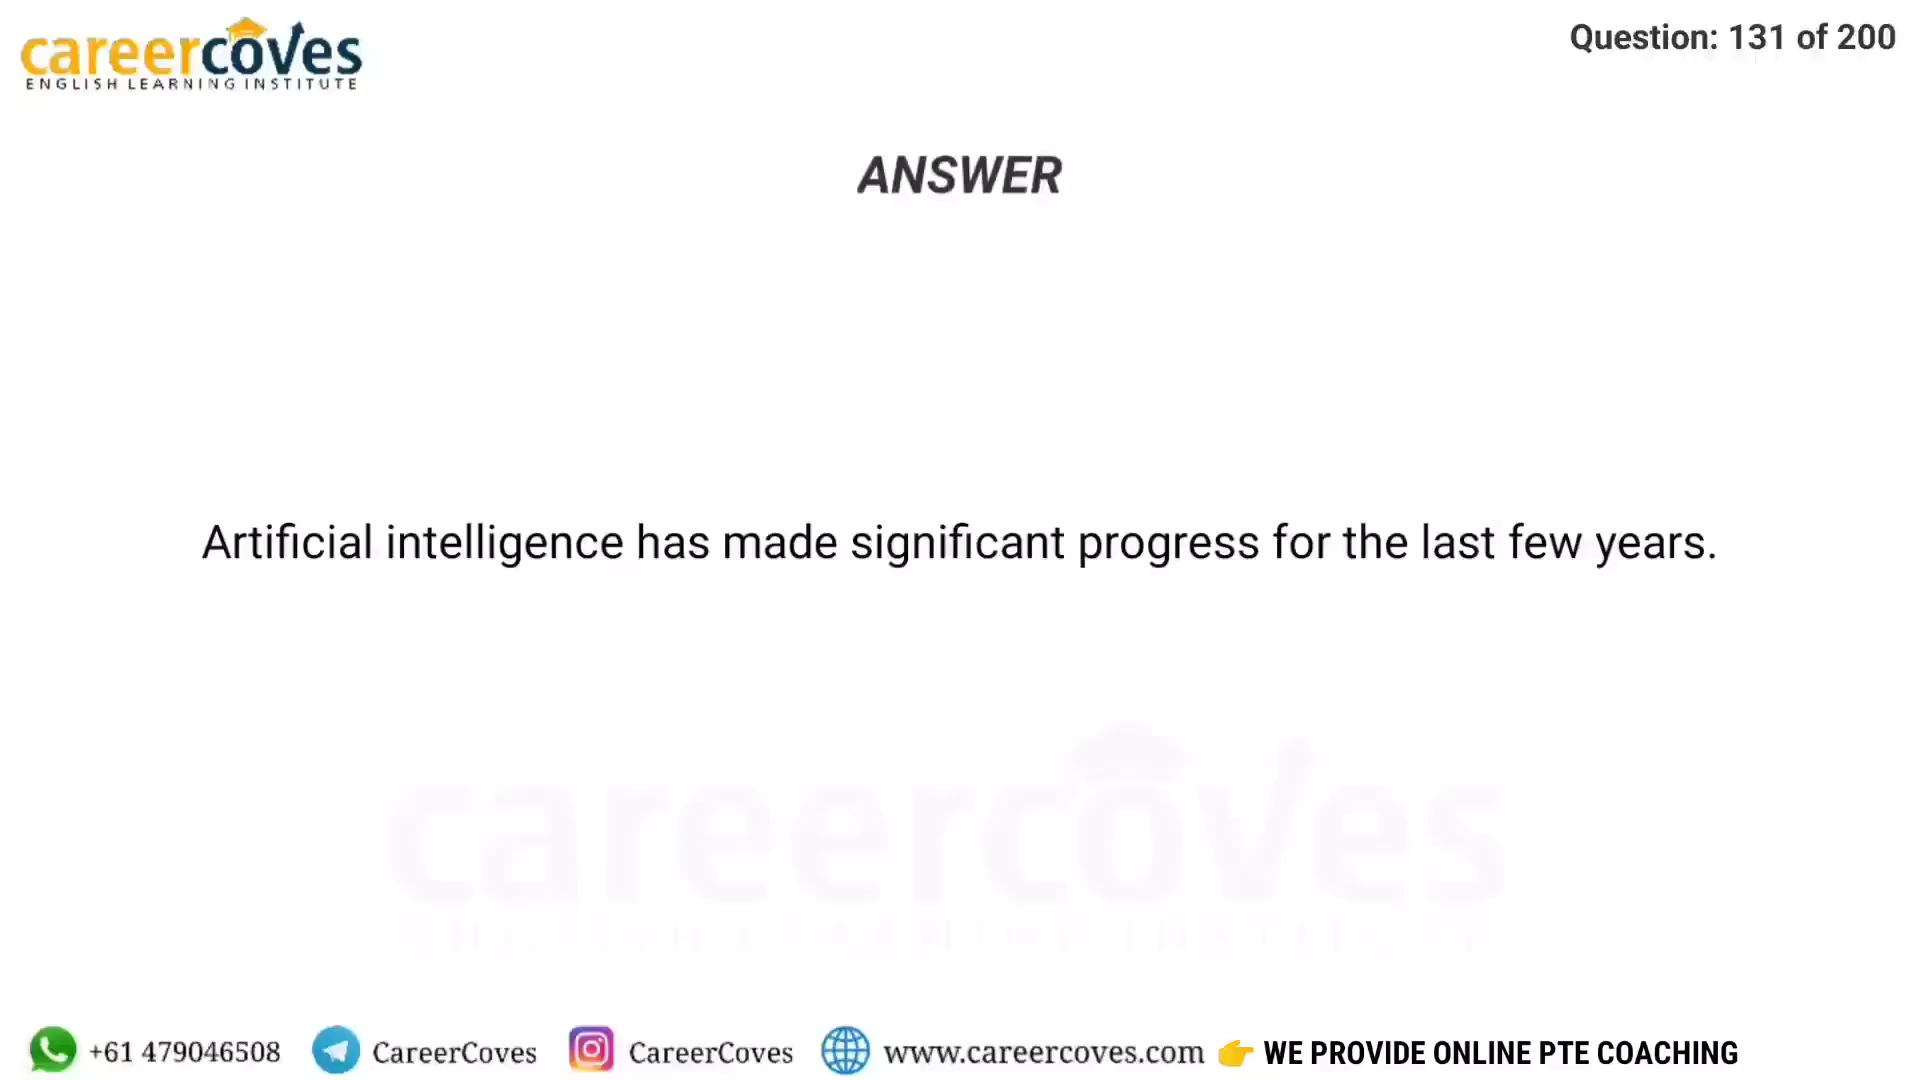 careercoves
ENGLISH LEARNING INSTITUTE
Question: 131 of 200
ANSWER
Artificial intelligence has made significant progress for the last few years.
careercoves
+61 479046508 CareerCoves CareerCoves www.careercoves.com WE PROVIDE ONLINE PTE COACHING